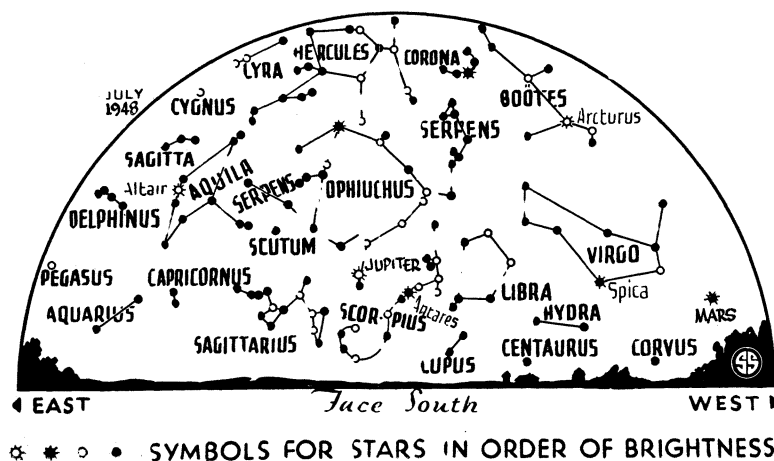 HERCULES
CORONA
LYRA
BOÖTES
JULY
1948
CYGNUS
Arcturus
SERPENS
SAGITTA
Altair
AQUILA
SERPENS
OPHIUCHUS
DELPHINUS
SCUTUM
VIRGO
PEGASUS
CAPRICORNUS
JUPITER
Spica
LIBRA
AQUARIUS
SCORPIUS
Antares
HYDRA
MARS
SAGITTARIUS
LUPUS
CENTAURUS
CORVUS
SS
EAST
Face South
WEST
SYMBOLS FOR STARS IN ORDER OF BRIGHTNESS